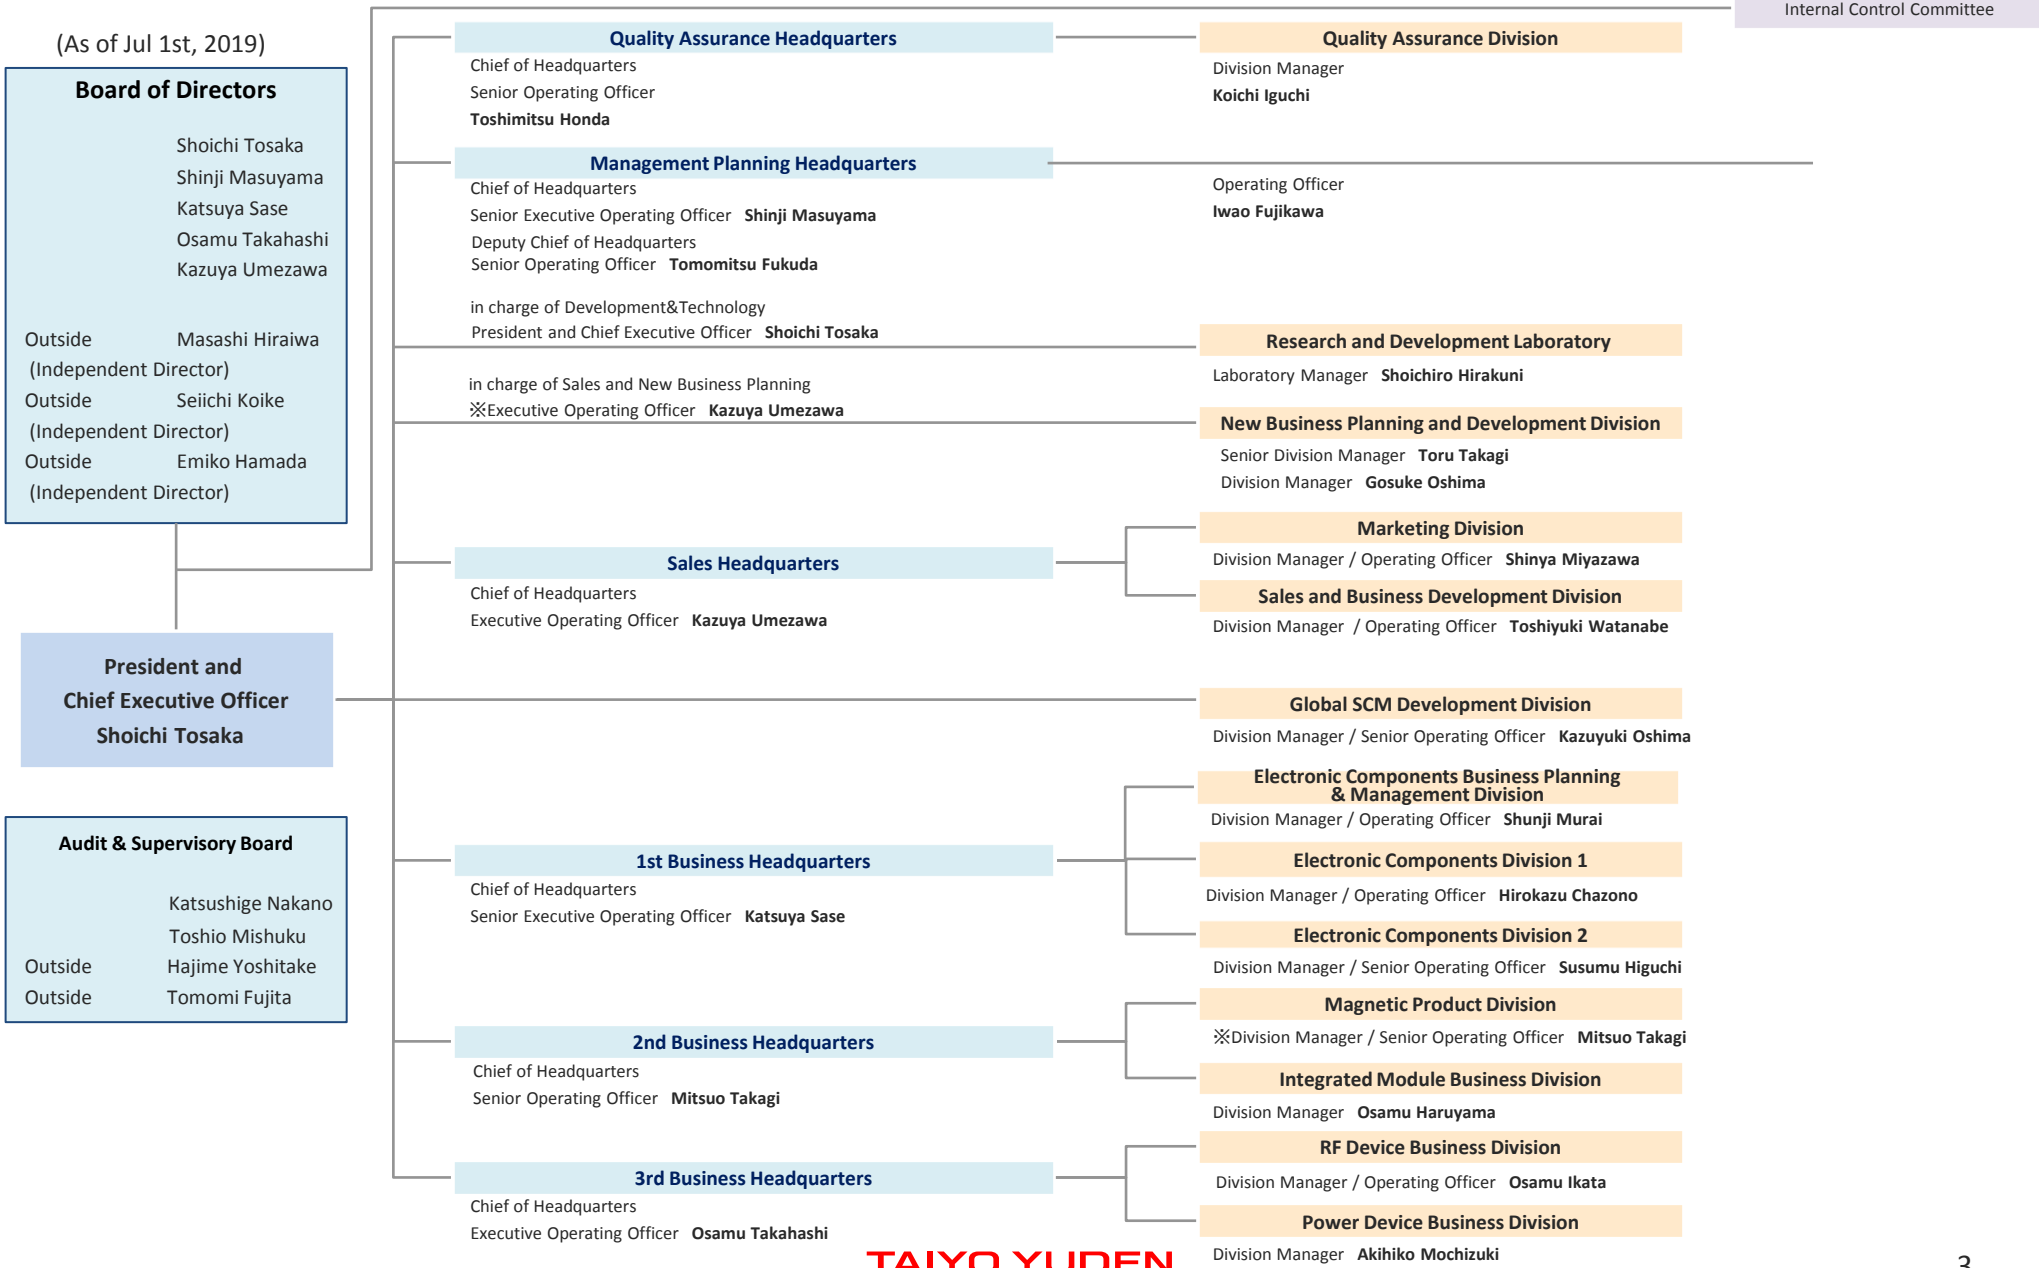 Internal Control Committee
(As of Jul 1st, 2019)
Board of Directors
Shoichi Tosaka
Shinji Masuyama
Katsuya Sase
Osamu Takahashi
Kazuya Umezawa
Outside Masashi Hiraiwa
(Independent Director)
Outside Seiichi Koike
(Independent Director)
Outside Emiko Hamada
(Independent Director)
President and
Chief Executive Officer
Shoichi Tosaka
Audit & Supervisory Board
Katsushige Nakano
Toshio Mishuku
Outside Hajime Yoshitake
Outside Tomomi Fujita
Quality Assurance Headquarters
Chief of Headquarters
Senior Operating Officer
Toshimitsu Honda
Quality Assurance Division
Division Manager
Koichi Iguchi
Management Planning Headquarters
Chief of Headquarters
Senior Executive Operating Officer Shinji Masuyama
Deputy Chief of Headquarters
Senior Operating Officer Tomomitsu Fukuda
Operating Officer
Iwao Fujikawa
in charge of Development&Technology
President and Chief Executive Officer Shoichi Tosaka
Research and Development Laboratory
Laboratory Manager Shoichiro Hirakuni
in charge of Sales and New Business Planning
※Executive Operating Officer Kazuya Umezawa
New Business Planning and Development Division
Senior Division Manager Toru Takagi
Division Manager Gosuke Oshima
Sales Headquarters
Chief of Headquarters
Executive Operating Officer Kazuya Umezawa
Marketing Division
Division Manager / Operating Officer Shinya Miyazawa
Sales and Business Development Division
Division Manager / Operating Officer Toshiyuki Watanabe
Global SCM Development Division
Division Manager / Senior Operating Officer Kazuyuki Oshima
1st Business Headquarters
Chief of Headquarters
Senior Executive Operating Officer Katsuya Sase
Electronic Components Business Planning
& Management Division
Division Manager / Operating Officer Shunji Murai
Electronic Components Division 1
Division Manager / Operating Officer Hirokazu Chazono
Electronic Components Division 2
Division Manager / Senior Operating Officer Susumu Higuchi
2nd Business Headquarters
Chief of Headquarters
Senior Operating Officer Mitsuo Takagi
Magnetic Product Division
※Division Manager / Senior Operating Officer Mitsuo Takagi
Integrated Module Business Division
Division Manager Osamu Haruyama
3rd Business Headquarters
Chief of Headquarters
Executive Operating Officer Osamu Takahashi
RF Device Business Division
Division Manager / Operating Officer Osamu Ikata
Power Device Business Division
Division Manager Akihiko Mochizuki
TAIYO YUDEN
3